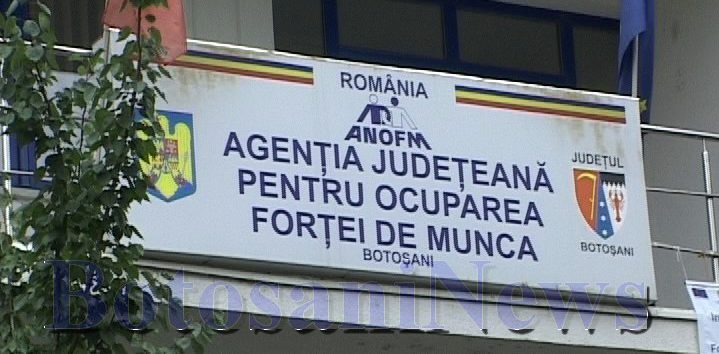 ROMÂNIA
ANOFM
AGENȚIA JUDEȚEANĂ
PENTRU OCUPAREA
FORȚEI DE MUNCA
BOTOȘANI
JUDEȚUL
BOTOȘANI
BotosaniNews